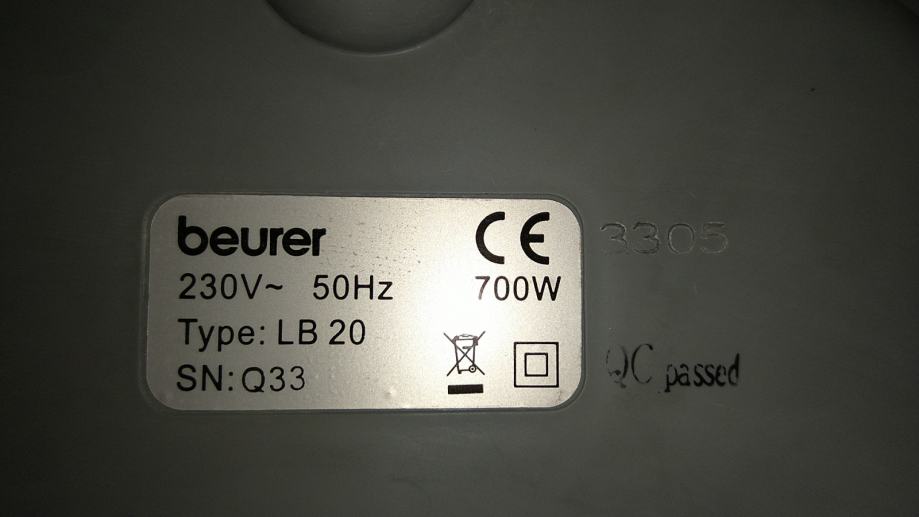 beurer CE 3305
230V~ 50Hz 700W
Type: LB 20
SN:Q33
QC passed